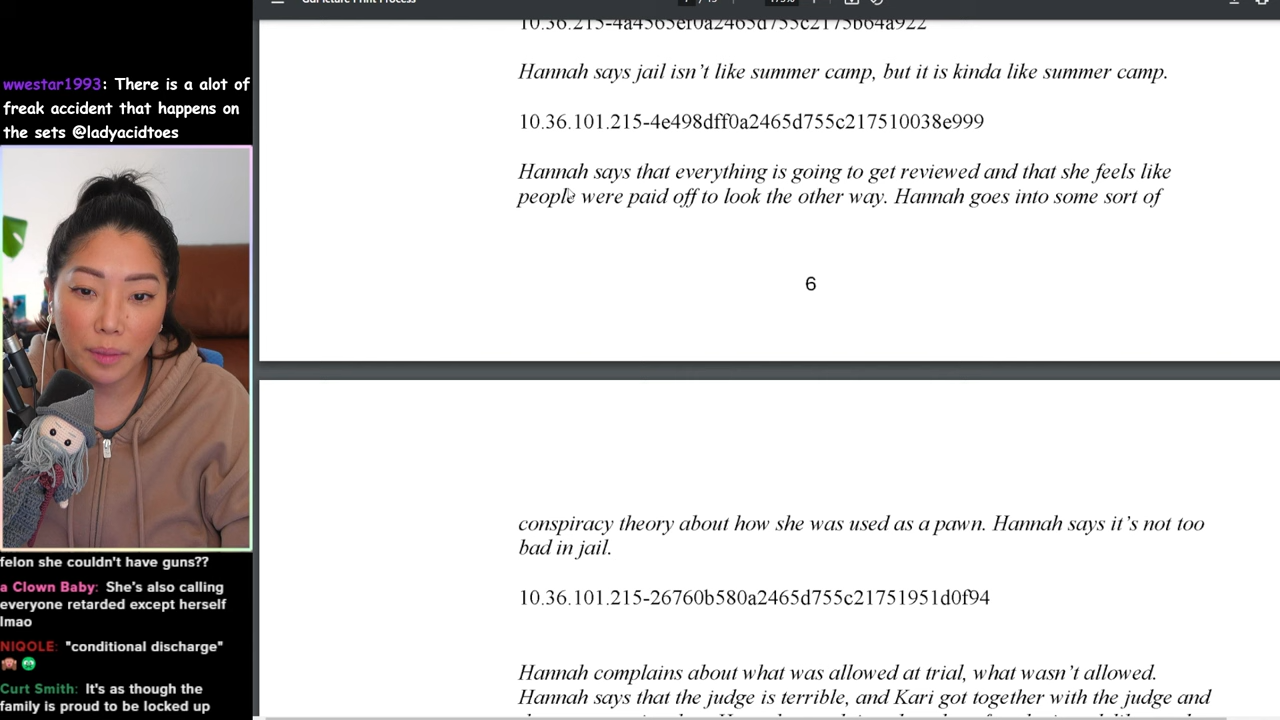 wwestar1993: There is a alot of
freak accident that happens on
the sets @ladyacidtoes
felon she couldn't have guns??
a Clown Baby: She's also calling
everyone retarded except herself
lmao
NIQOLE: "conditional discharge"
Curt Smith: It's as though the
family is proud to be locked up
Hannah says jail isn't like summer camp, but it is kinda like summer camp.
10.36.101.215-4e498dff0a2465d755c217510038e999
Hannah says that everything is going to get reviewed and that she feels like
people were paid off to look the other way. Hannah goes into some sort of
6
conspiracy theory about how she was used as a pawn. Hannah says it's not too
bad in jail.
10.36.101.215-26760b580a2465d755c21751951d0f94
Hannah complains about what was allowed at trial, what wasn't allowed.
Hannah says that the judge is terrible, and Kari got together with the judge and